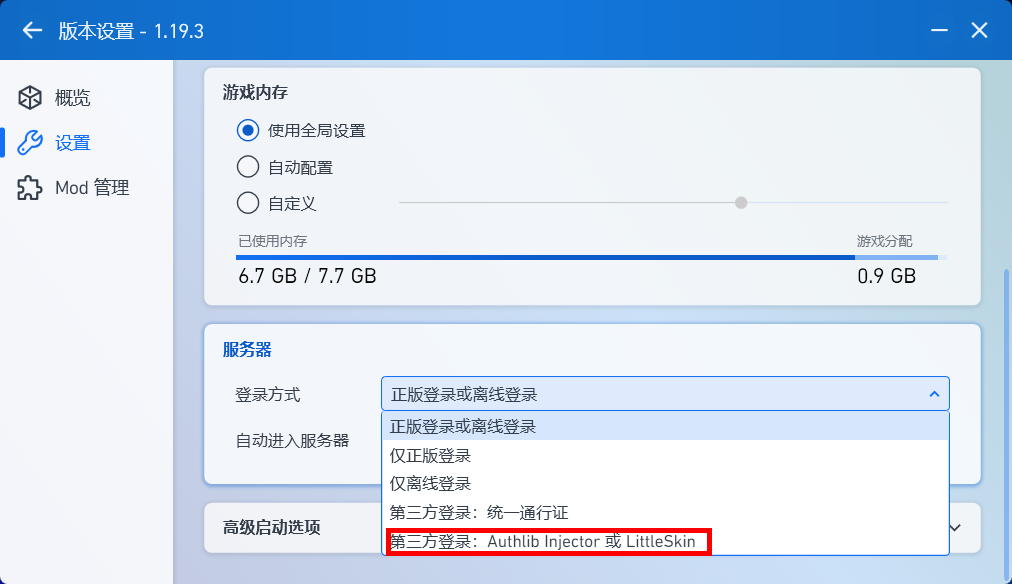 版本设置 - 1.19.3
概览
设置
Mod 管理
游戏内存
使用全局设置
自动配置
自定义
已使用内存 游戏分配
6.7 GB / 7.7 GB 0.9 GB
服务器
登录方式 正版登录或离线登录
自动进入服务器
正版登录或离线登录
仅正版登录
仅离线登录
第三方登录：统一通行证
第三方登录：Authlib Injector 或 LittleSkin
高级启动选项